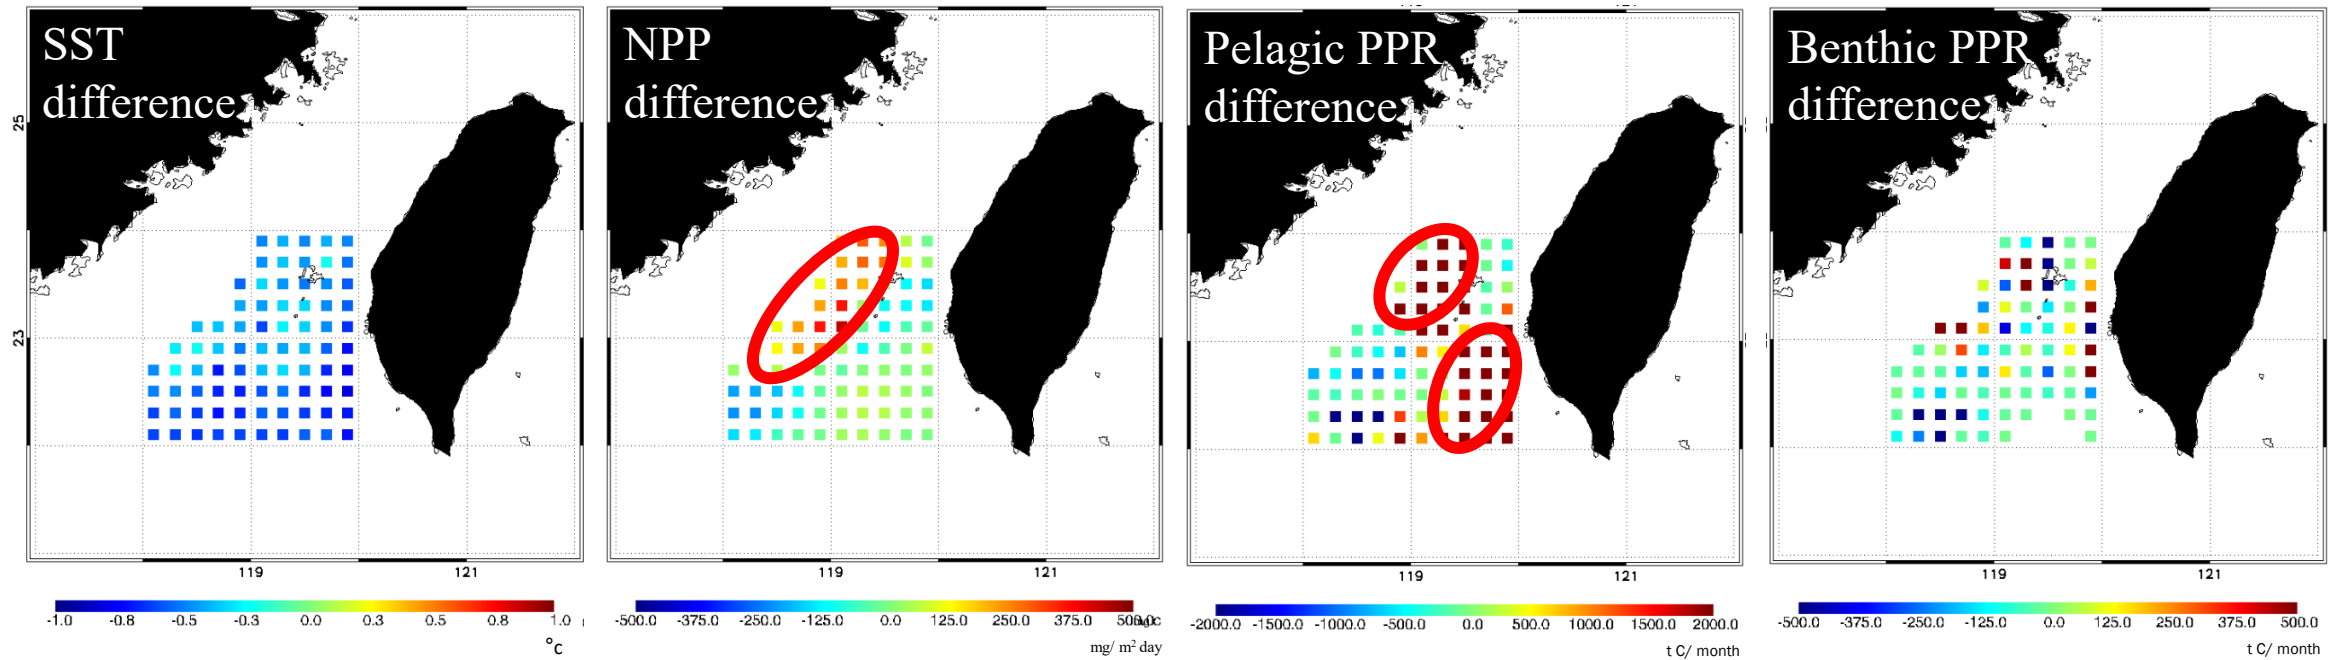 SST
difference
25
23
119 121
-1.0 -0.8 -0.5 -0.3 0.0 0.3 0.5 0.8 1.0
°c
NPP
difference
119 121
-500.0 -375.0 -250.0 -125.0 0.0 125.0 250.0 375.0
mg/ m² day
Pelagic PPR
difference
119 121
-2000.0 -1500.0 -1000.0 -500.0 0.0 500.0 1000.0 1500.0 2000.0
t C/ month
Benthic PPR
difference
119 121
-500.0 -375.0 -250.0 -125.0 0.0 125.0 250.0 375.0 500.0
t C/ month